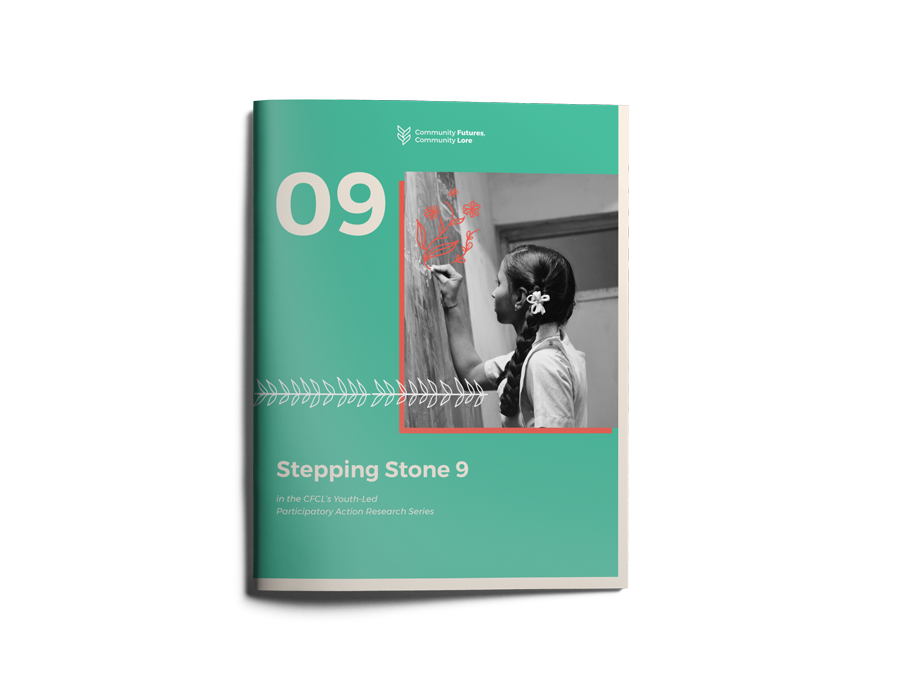 Community Futures.
Community Lore
09
Stepping Stone 9
in the CFCL's Youth-Led
Participatory Action Research Series